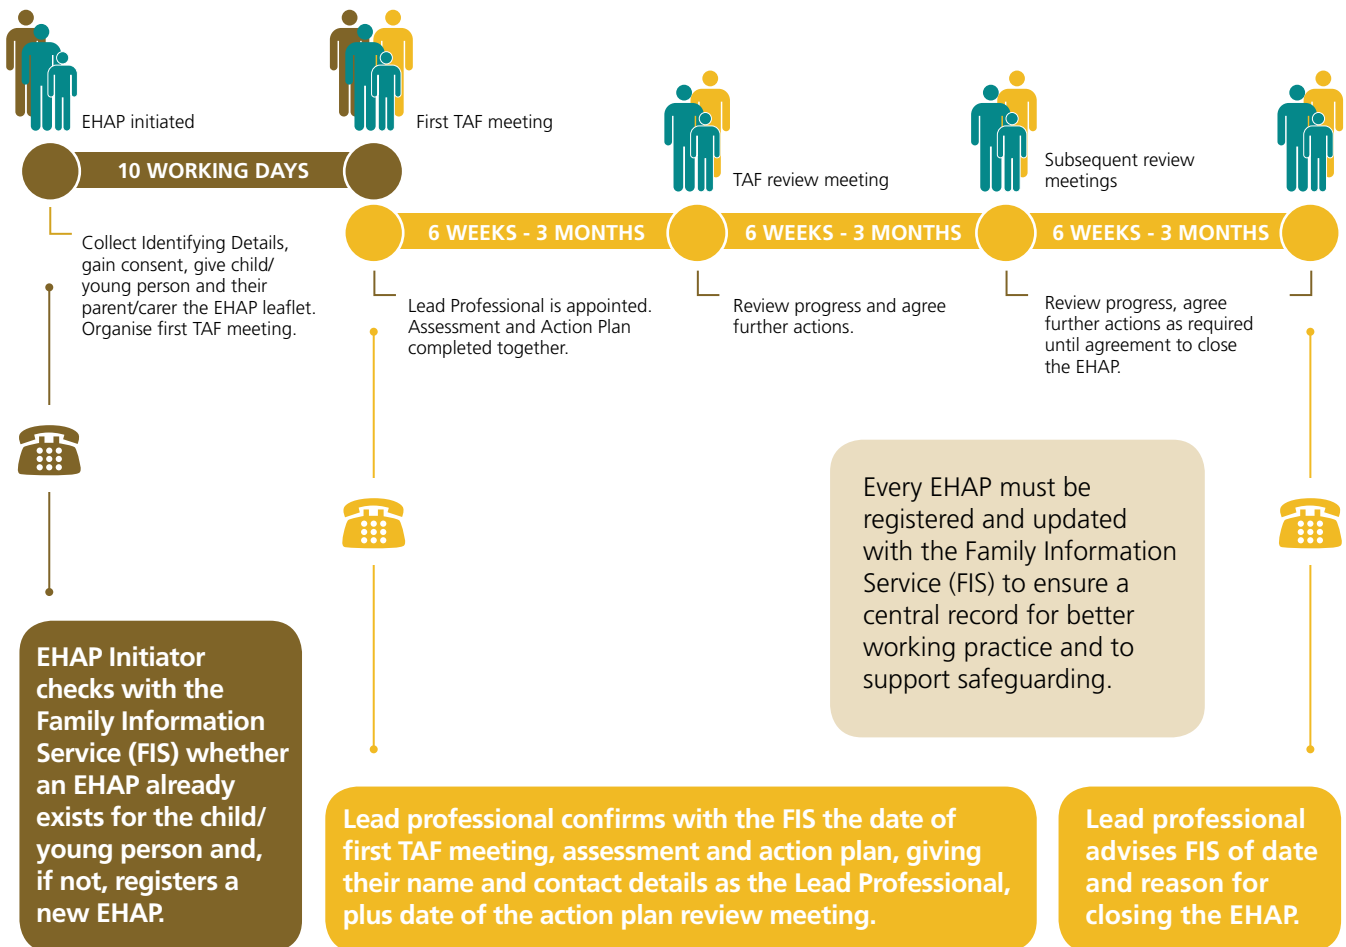 EHAP initiated
First TAF meeting
TAF review meeting
Subsequent review
meetings
10 WORKING DAYS
6 WEEKS - 3 MONTHS
6 WEEKS - 3 MONTHS
6 WEEKS - 3 MONTHS
Collect Identifying Details,
gain consent, give child/
young person and their
parent/carer the EHAP leaflet.
Organise first TAF meeting.
Lead Professional is appointed.
Assessment and Action Plan
completed together.
Review progress and agree
further actions.
Review progress, agree
further actions as required
until agreement to close
the EHAP.
Every EHAP must be
registered and updated
with the Family Information
Service (FIS) to ensure a
central record for better
working practice and to
support safeguarding.
EHAP Initiator
checks with the
Family Information
Service (FIS) whether
an EHAP already
exists for the child/
young person and,
if not, registers a
new EHAP.
Lead professional confirms with the FIS the date of
first TAF meeting, assessment and action plan, giving
their name and contact details as the Lead Professional,
plus date of the action plan review meeting.
Lead professional
advises FIS of date
and reason for
closing the EHAP.